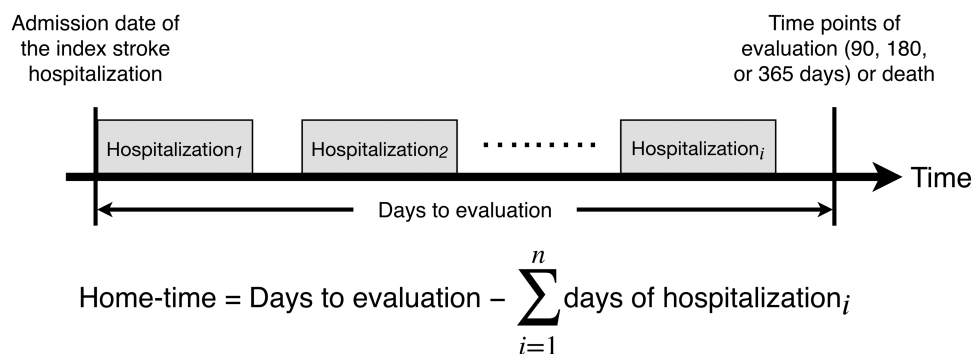 Admission date of
the index stroke
hospitalization
Time points of
evaluation (90, 180,
or 365 days) or death
Hospitalization1
Hospitalization2
.........
Hospitalizationi
Time
Days to evaluation
Home-time = Days to evaluation − ∑ i=1 n days of hospitalizationi